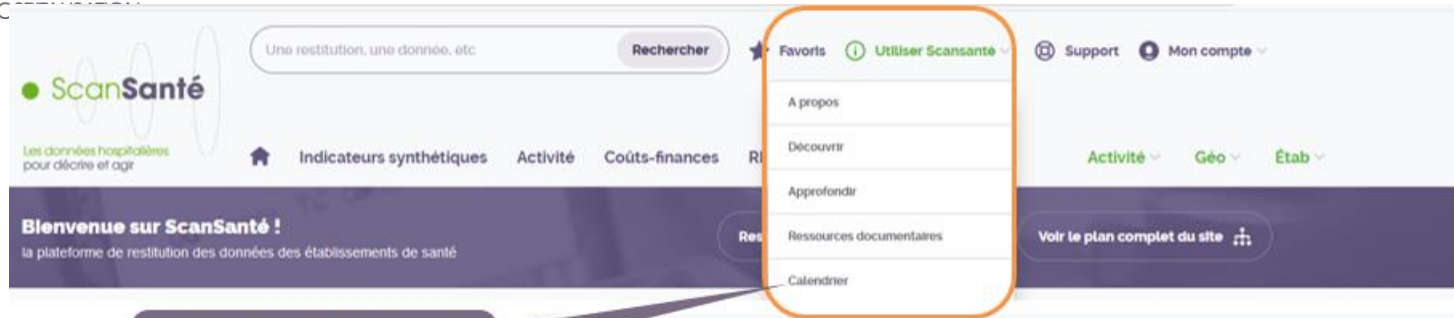 Une restitution, une donnée, etc
Rechercher
Favoris
Utiliser Scansanté
Support
Mon compte
ScanSanté
Les données hospitalières
pour décrire et agir
Indicateurs synthétiques
Activité
Coûts-finances
Activité
Géo
Étab
A propos
Découvrir
Approfondir
Ressources documentaires
Calendrier
Bienvenue sur ScanSanté !
la plateforme de restitution des données des établissements de santé
Voir le plan complet du site